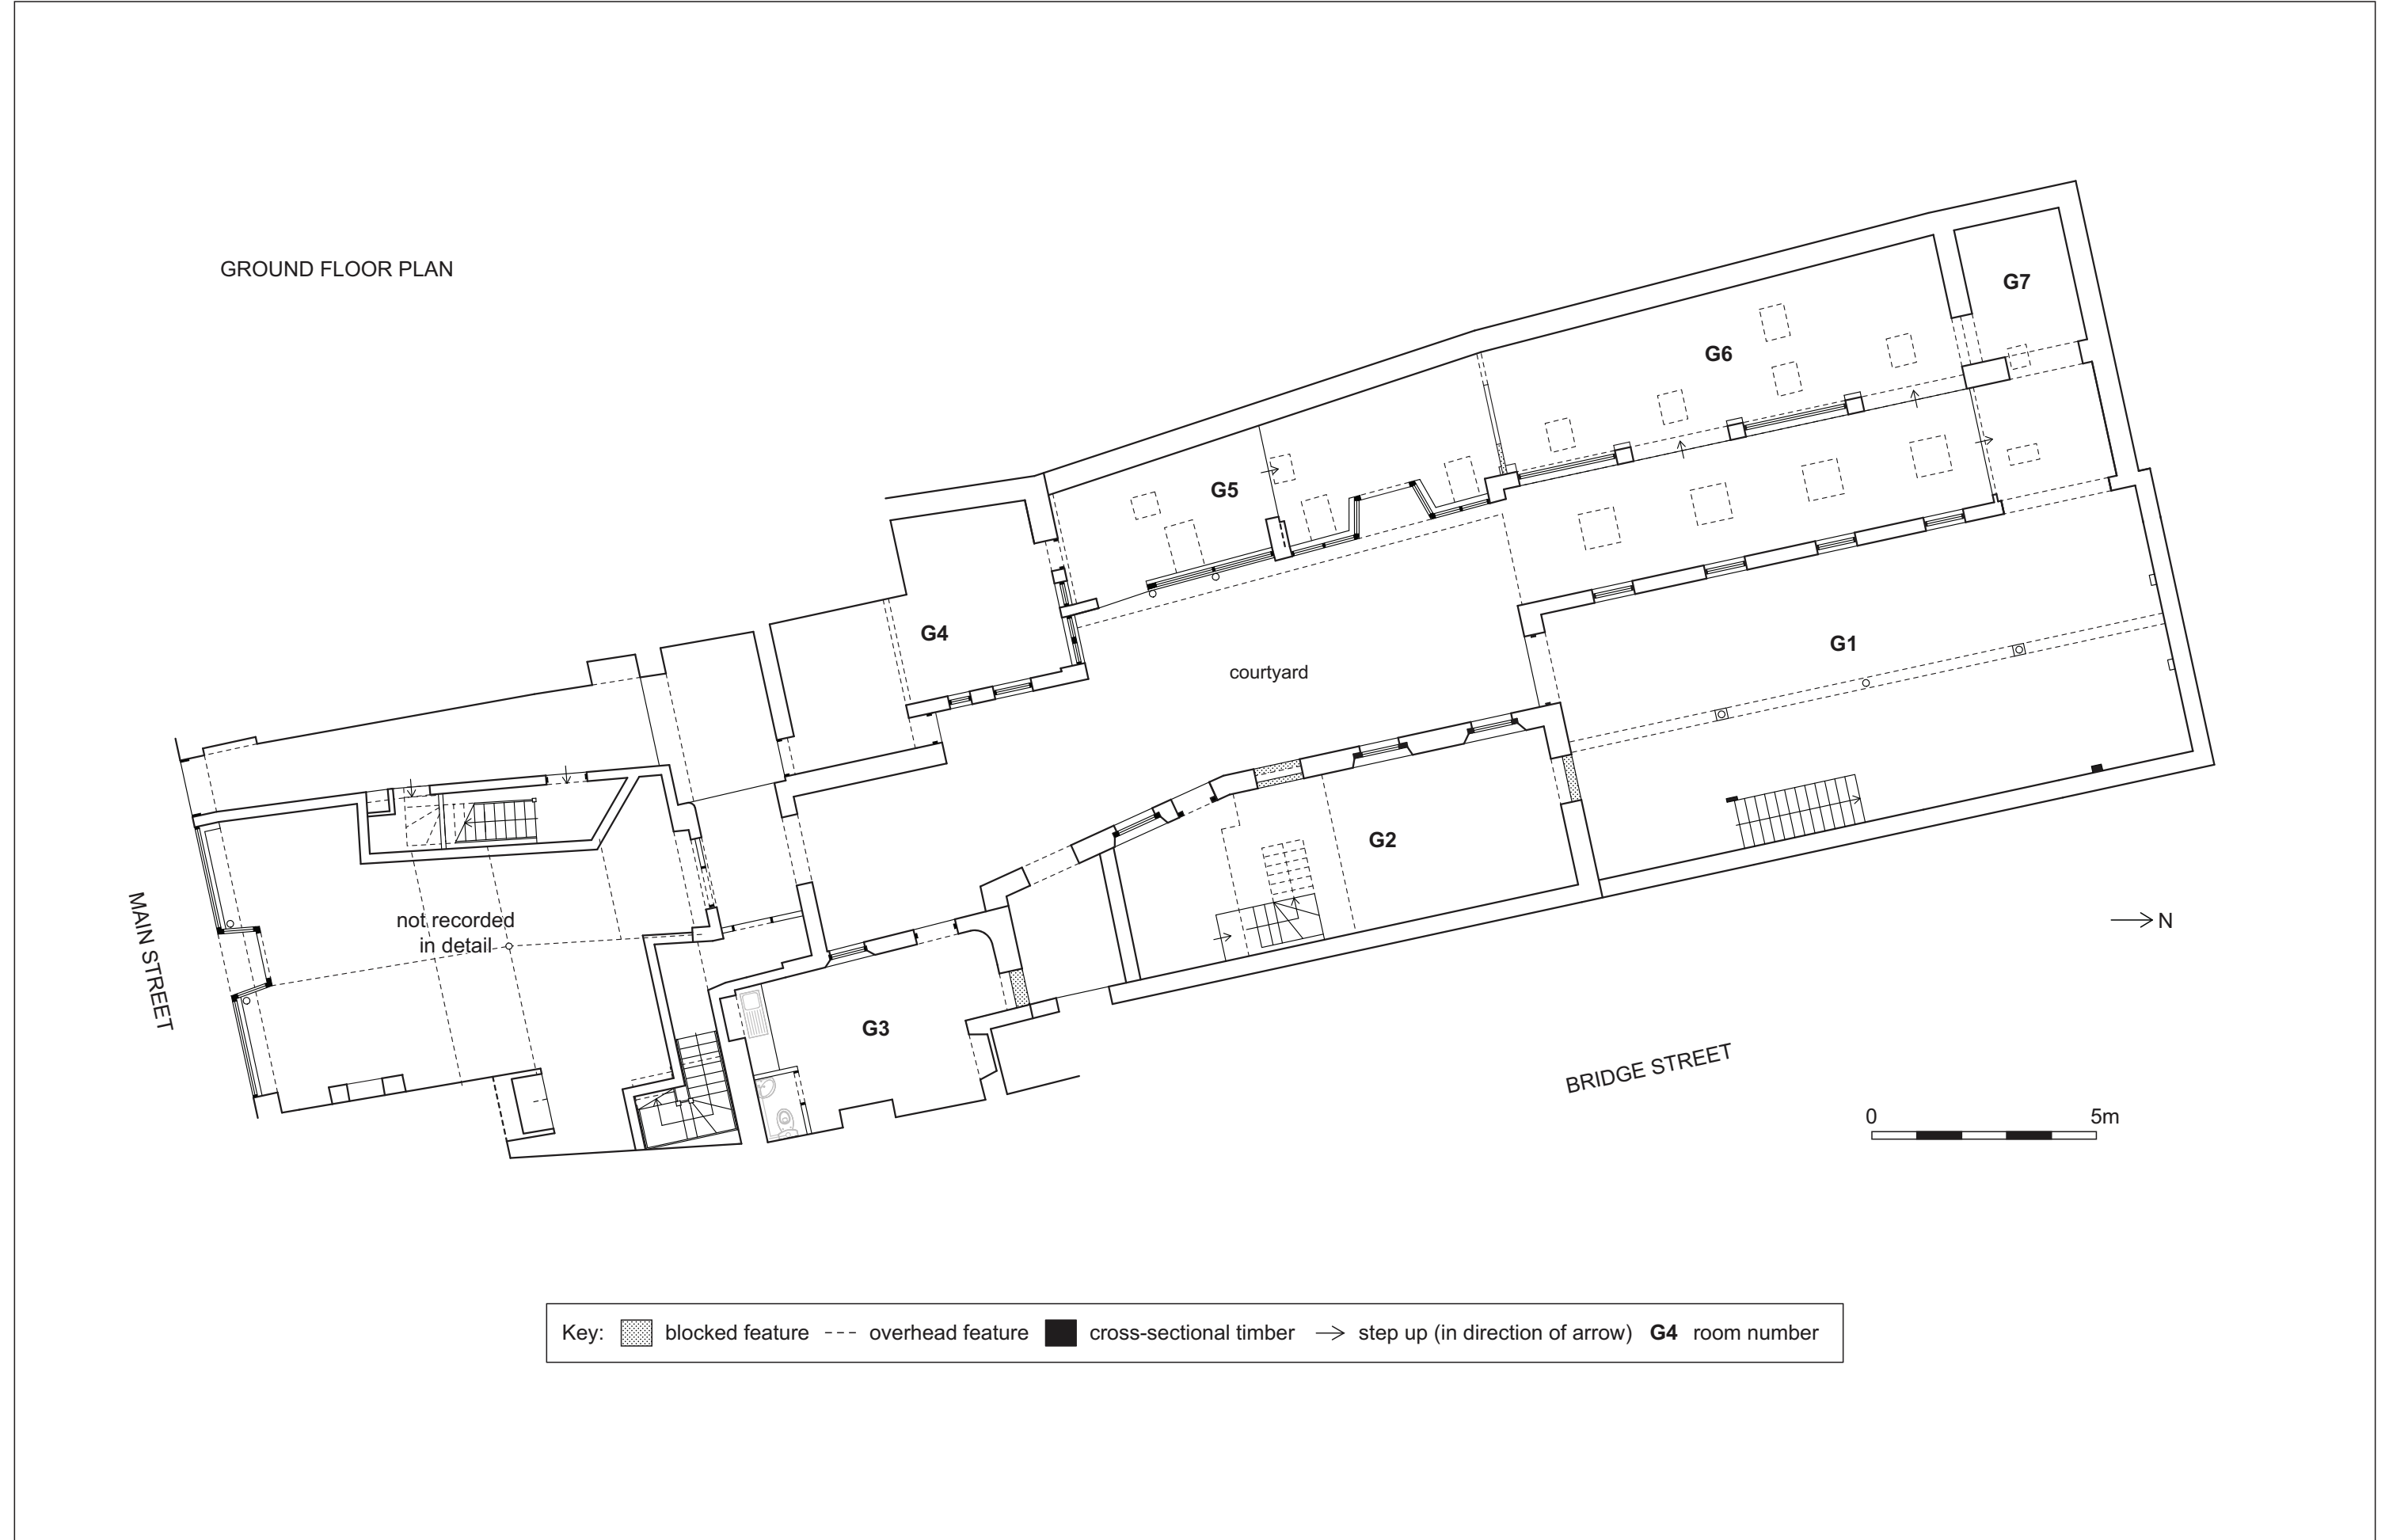 GROUND FLOOR PLAN
G7
G6
G5
G4
G1
courtyard
G2
MAIN STREET
not recorded
in detail
N
G3
BRIDGE STREET
0 5m
Key: blocked feature overhead feature cross-sectional timber step up (in direction of arrow) G4 room number